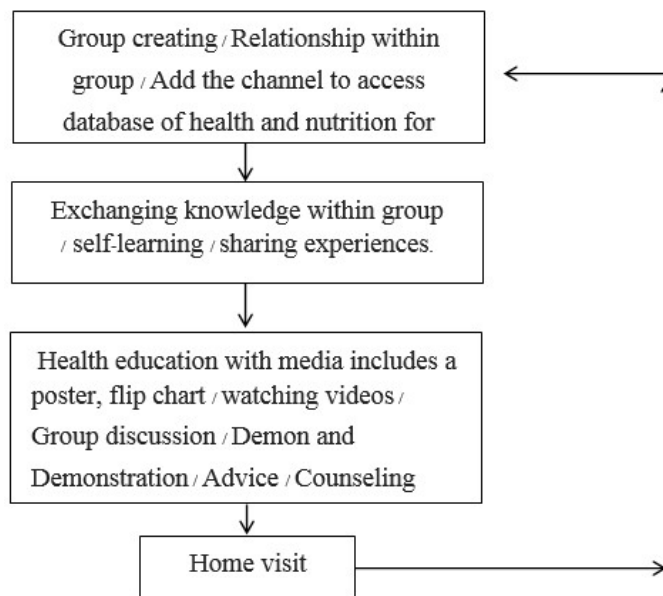 Group creating / Relationship within
group / Add the channel to access
database of health and nutrition for
Exchanging knowledge within group
/ self-learning / sharing experiences.
Health education with media includes a
poster, flip chart / watching videos /
Group discussion / Demon and
Demonstration / Advice / Counseling
Home visit